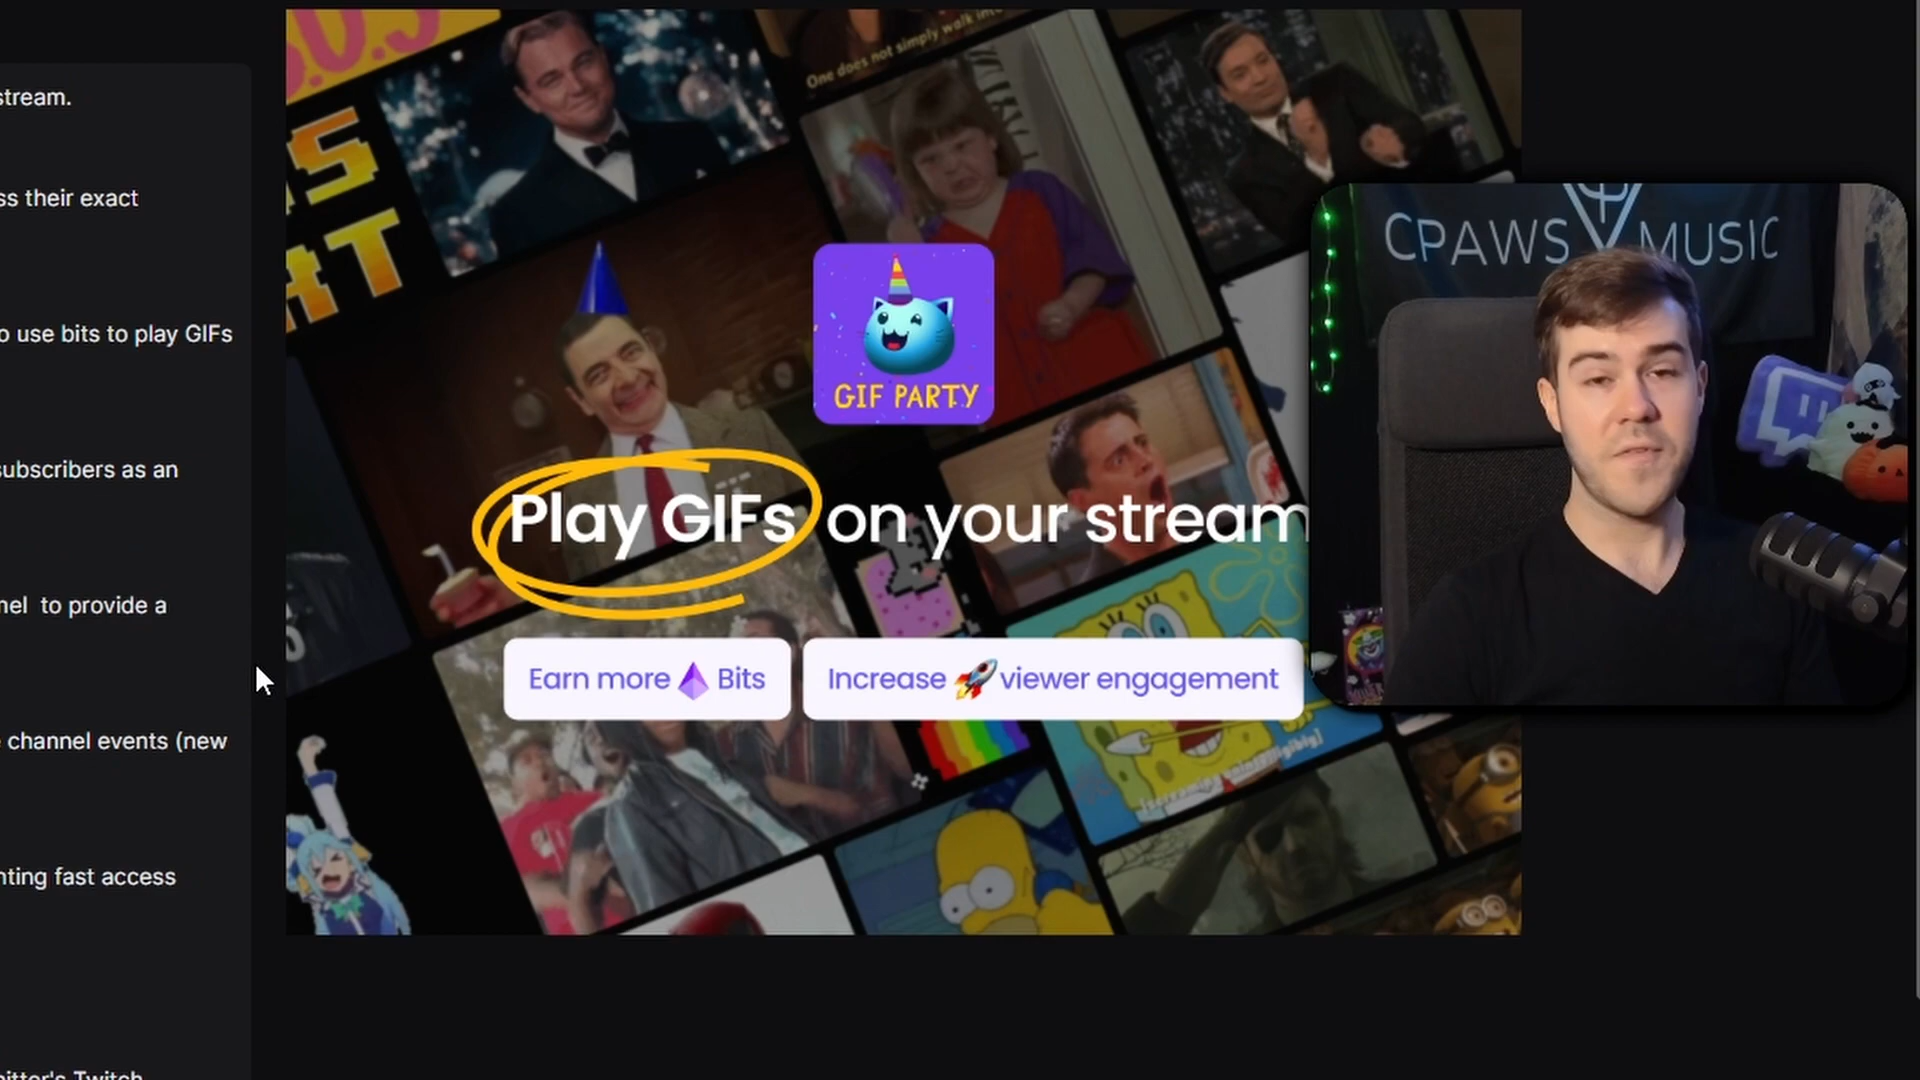 stream.
ss their exact
o use bits to play GIFs
subscribers as an
nel to provide a
channel events (new
nting fast access
One does not simply walk into
GIF PARTY
Play GIFs on your stream
Earn more Bits
Increase viewer engagement
CPAWS MUSIC